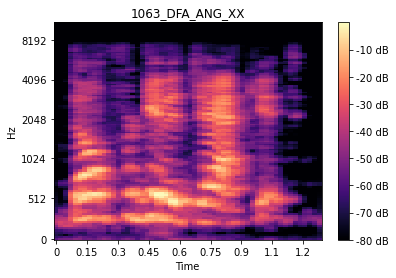 1063_DFA_ANG_XX
8192
4096
2048
1024
512
0
Hz
0
0.15
0.3
0.45
0.6
0.75
0.9
1.1
1.2
Time
-10 dB
-20 dB
-30 dB
-40 dB
-50 dB
-60 dB
-70 dB
-80 dB